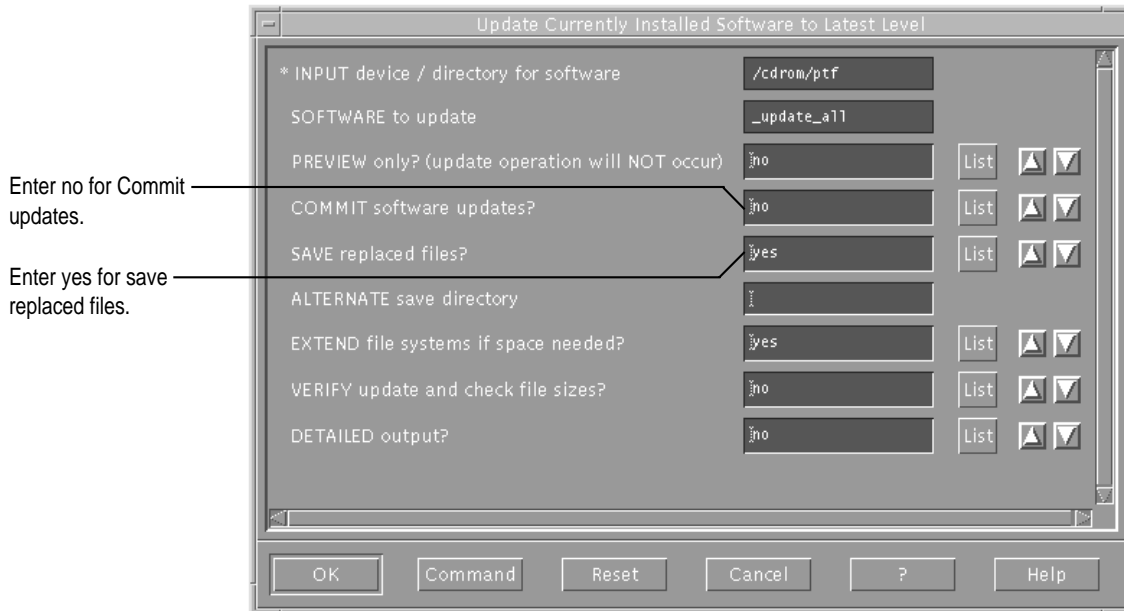 Update Currently Installed Software to Latest Level
* INPUT device / directory for software /cdrom/ptf
SOFTWARE to update _update_all
PREVIEW only? (update operation will NOT occur) no List
Enter no for Commit
updates.
COMMIT software updates? no List
Enter yes for save
replaced files.
SAVE replaced files? yes List
ALTERNATE save directory
EXTEND file systems if space needed? yes List
VERIFY update and check file sizes? no List
DETAILED output? no List
OK Command Reset Cancel ? Help